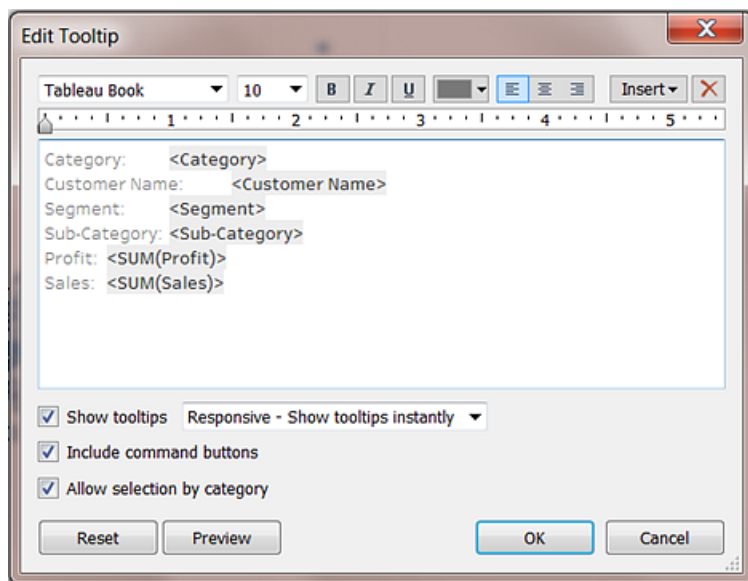 Edit Tooltip
Tableau Book 10 B I U Insert
1 2 3 4 5
Category: <Category>
Customer Name: <Customer Name>
Segment: <Segment>
Sub-Category: <Sub-Category>
Profit: <SUM(Profit)>
Sales: <SUM(Sales)>
Show tooltips Responsive - Show tooltips instantly
Include command buttons
Allow selection by category
Reset Preview OK Cancel